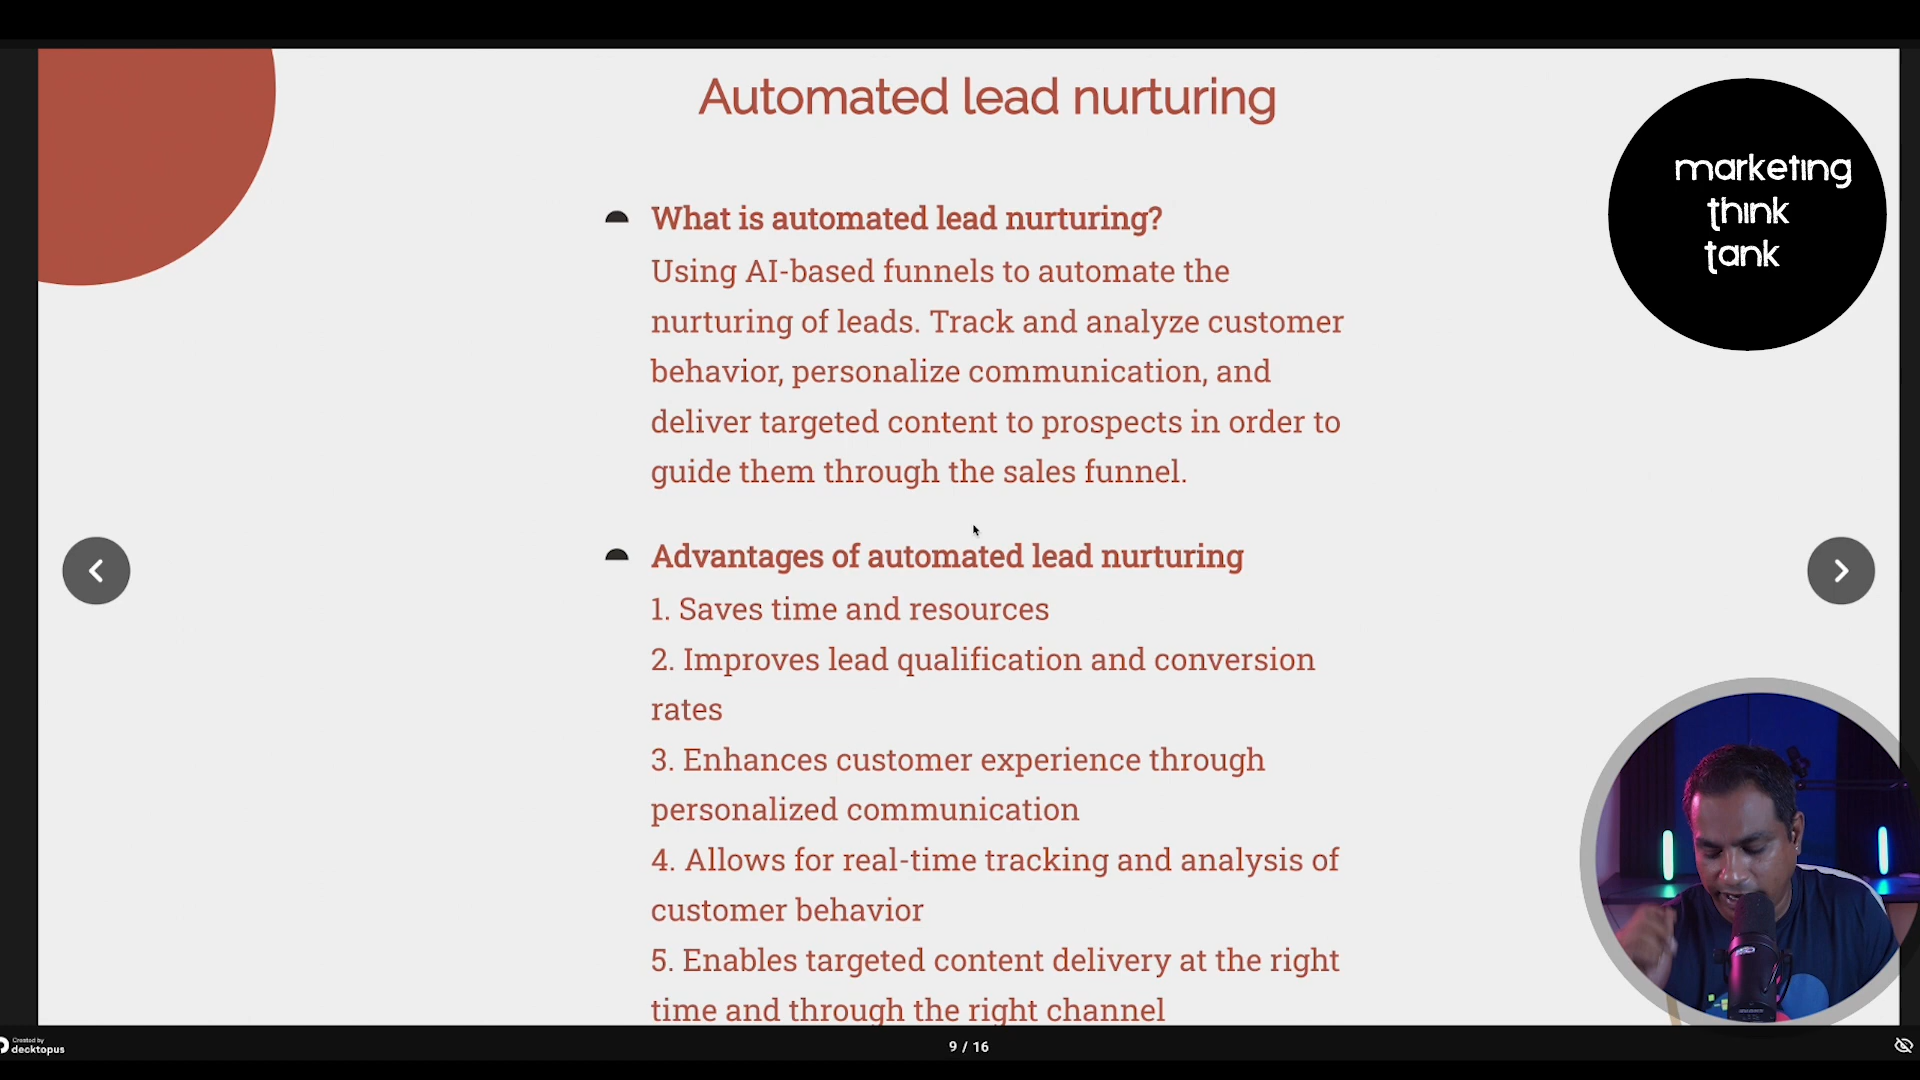 Automated lead nurturing
marketing
think
tank
What is automated lead nurturing?
Using AI-based funnels to automate the
nurturing of leads. Track and analyze customer
behavior, personalize communication, and
deliver targeted content to prospects in order to
guide them through the sales funnel.
Advantages of automated lead nurturing
1. Saves time and resources
2. Improves lead qualification and conversion
rates
3. Enhances customer experience through
personalized communication
4. Allows for real-time tracking and analysis of
customer behavior
5. Enables targeted content delivery at the right
time and through the right channel
Created by
decktopus
9 / 16